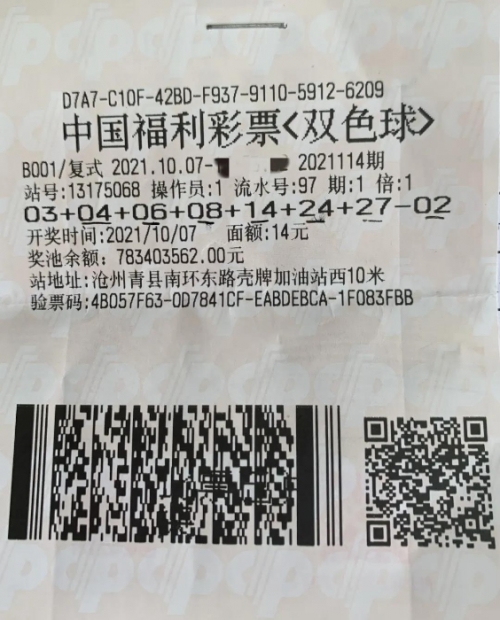 D7A7-C10F-42BD-F937-9110-5912-6209
中国福利彩票<双色球>
B001/复式 2021.10.07-1 2021114期
站号:13175068 操作员:1 流水号:97 期:1 倍:1
03+04+06+08+14+24+27-02
开奖时间:2021/10/07 面额:14元
奖池余额: 783403562.00元
站地址:沧州青县南环东路壳牌加油站西10米
验票码:4B057F63-0D7841CF-EABDEBCA-1F083FBB